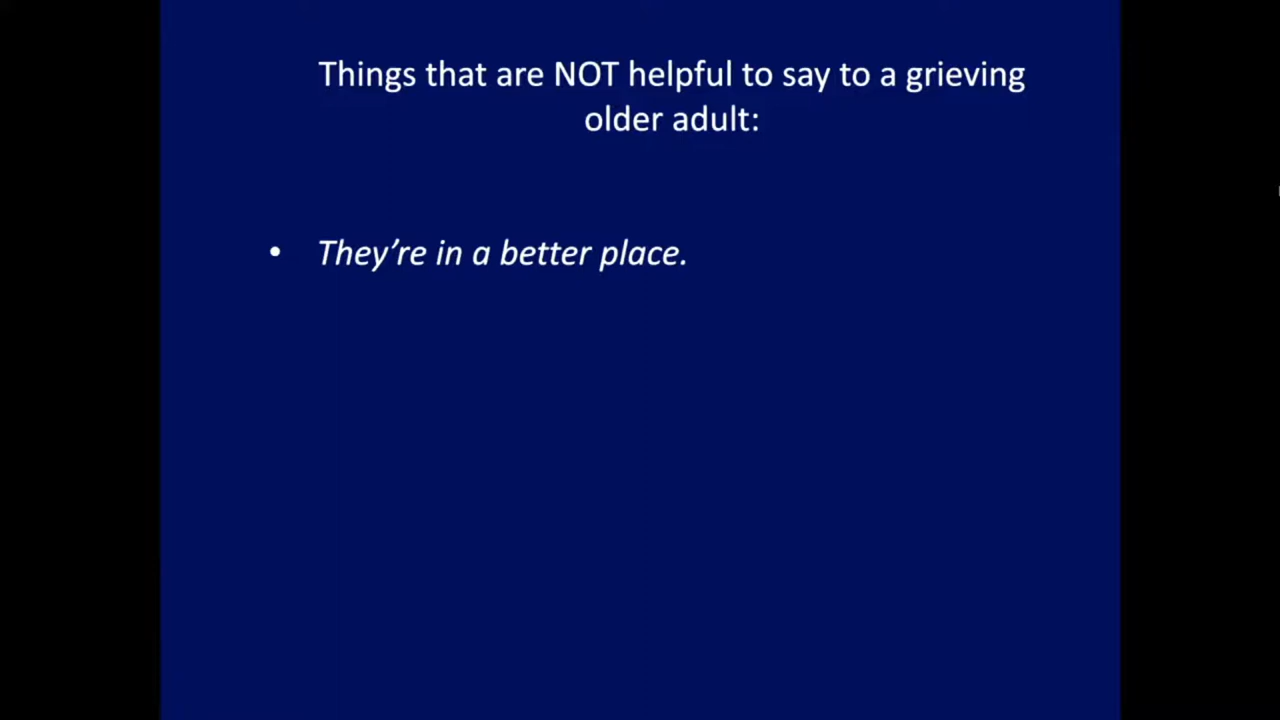 Things that are NOT helpful to say to a grieving
older adult:
• They’re in a better place.